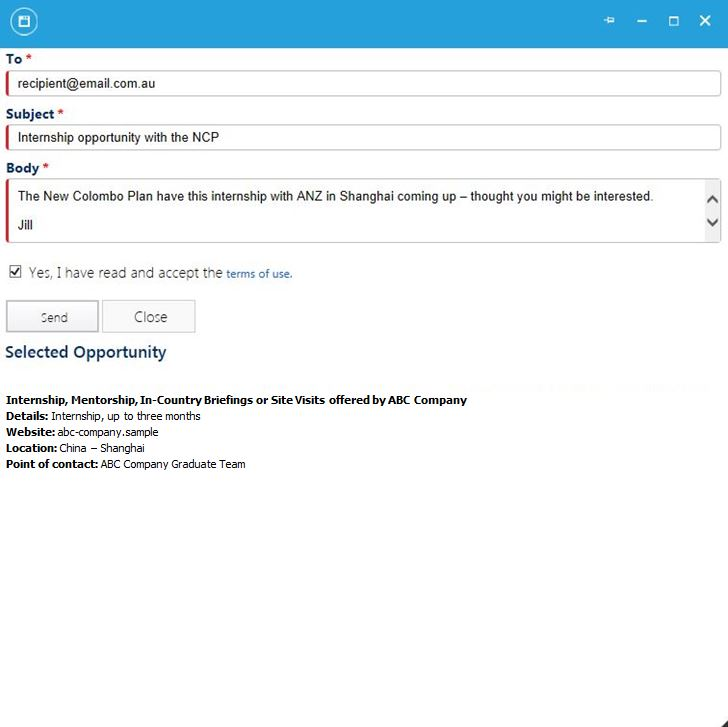 To *
recipient@email.com.au
Subject *
Internship opportunity with the NCP
Body *
The New Colombo Plan have this internship with ANZ in Shanghai coming up – thought you might be interested.
Jill
Yes, I have read and accept the terms of use.
Send
Close
Selected Opportunity
Internship, Mentorship, In-Country Briefings or Site Visits offered by ABC Company
Details: Internship, up to three months
Website: abc-company.sample
Location: China – Shanghai
Point of contact: ABC Company Graduate Team